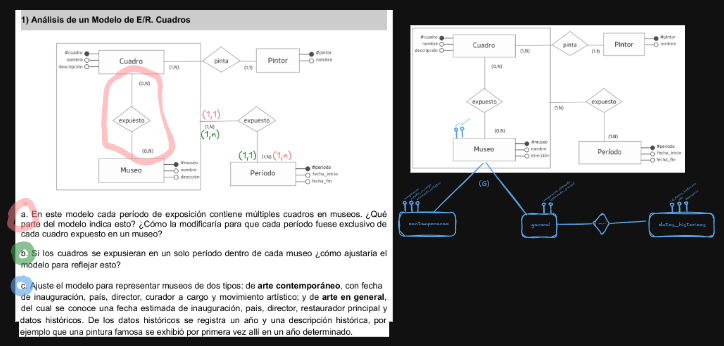 1) Análisis de un Modelo de E/R. Cuadros
#cuadro
nombre
descripción
Cuadro
(1,N)
pinta
(1,1)
Pintor
#pintor
nombre
(0,N)
expuesto
(0,N)
Museo
#museo
nombre
dirección
(1,1)
(1,N)
(1,n)
expuesto
(1,1)
(1,N)
(1,n)
Período
#período
fecha_inicio
fecha_fin
a. En este modelo cada período de exposición contiene múltiples cuadros en museos. ¿Qué
parte del modelo indica esto? ¿Cómo la modificaría para que cada período fuese exclusivo de
cada cuadro expuesto en un museo?
b. Si los cuadros se expusieran en un solo período dentro de cada museo ¿cómo ajustaría el
modelo para reflejar esto?
c. Ajuste el modelo para representar museos de dos tipos: de arte contemporáneo, con fecha
de inauguración, país, director, curador a cargo y movimiento artístico; y de arte en general,
del cual se conoce una fecha estimada de inauguración, país, director, restaurador principal y
datos históricos. De los datos históricos se registra un año y una descripción histórica, por
ejemplo que una pintura famosa se exhibió por primera vez allí en un año determinado.
#cuadro
nombre
descripción
Cuadro
(1,N)
pinta
(1,1)
Pintor
#pintor
nombre
(0,N)
expuesto
(0,N)
Museo
#museo
nombre
dirección
(1,N)
expuesto
(1,N)
Período
#período
fecha_inicio
fecha_fin
(G)
contemporaneo
general
datos_historicos